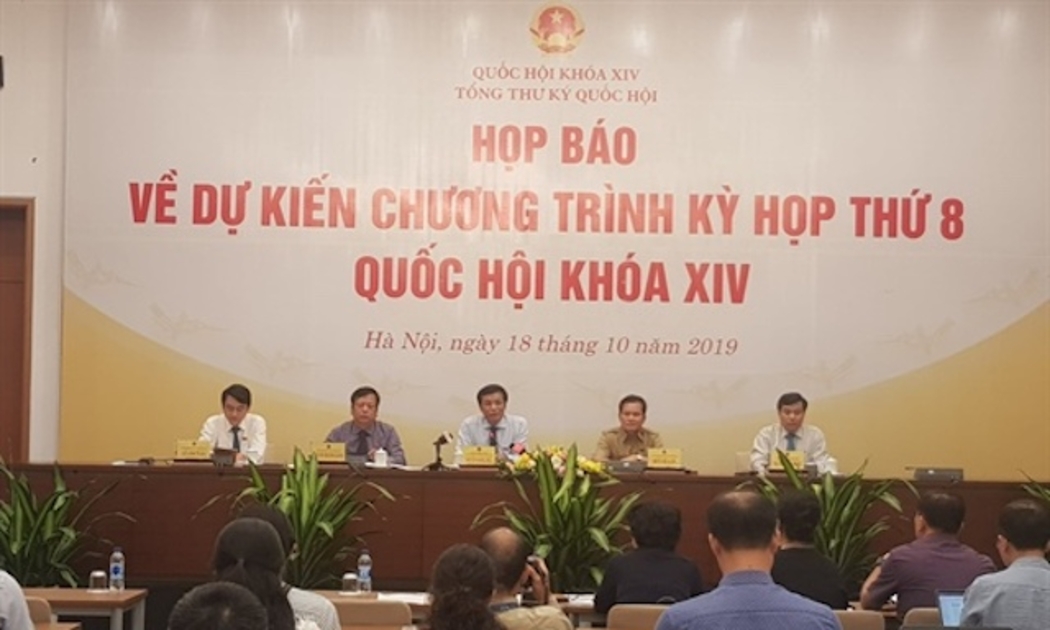 QUỐC HỘI KHÓA XIV
TỔNG THƯ KÝ QUỐC HỘI
HỌP BÁO
VỀ DỰ KIẾN CHƯƠNG TRÌNH KỲ HỌP THỨ 8
QUỐC HỘI KHÓA XIV
Hà Nội, ngày 18 tháng 10 năm 2019